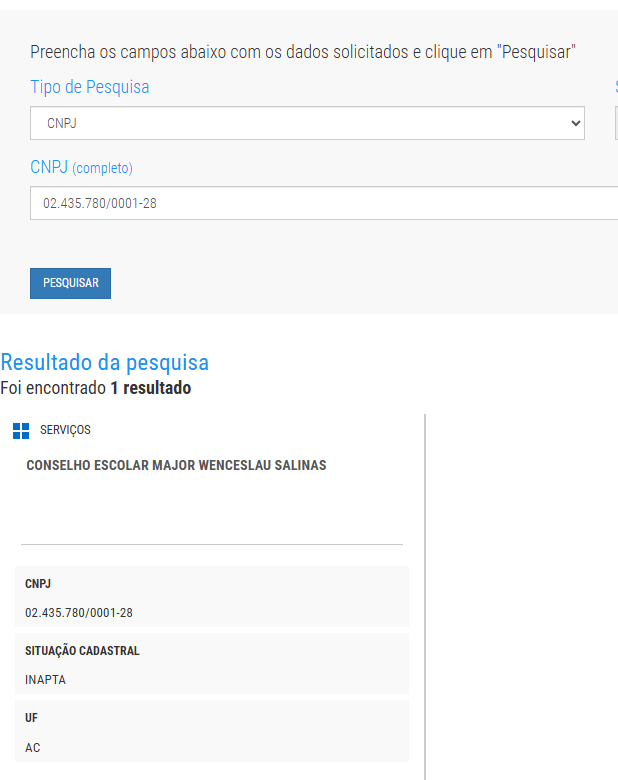 Preencha os campos abaixo com os dados solicitados e clique em "Pesquisar"
Tipo de Pesquisa
CNPJ
CNPJ (completo)
02.435.780/0001-28
PESQUISAR
Resultado da pesquisa
Foi encontrado 1 resultado
SERVIÇOS
CONSELHO ESCOLAR MAJOR WENCESLAU SALINAS
CNPJ
02.435.780/0001-28
SITUAÇÃO CADASTRAL
INAPTA
UF
AC